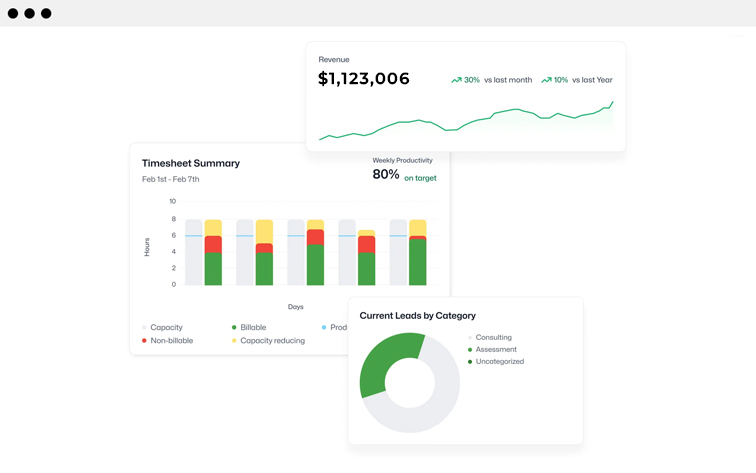 Revenue
$1,123,006
30% vs last month
10% vs last Year
Timesheet Summary
Feb 1st - Feb 7th
Weekly Productivity
80% on target
10
8
6
4
2
0
Hours
Days
Capacity
Billable
Non-billable
Capacity reducing
Current Leads by Category
Consulting
Assessment
Uncategorized